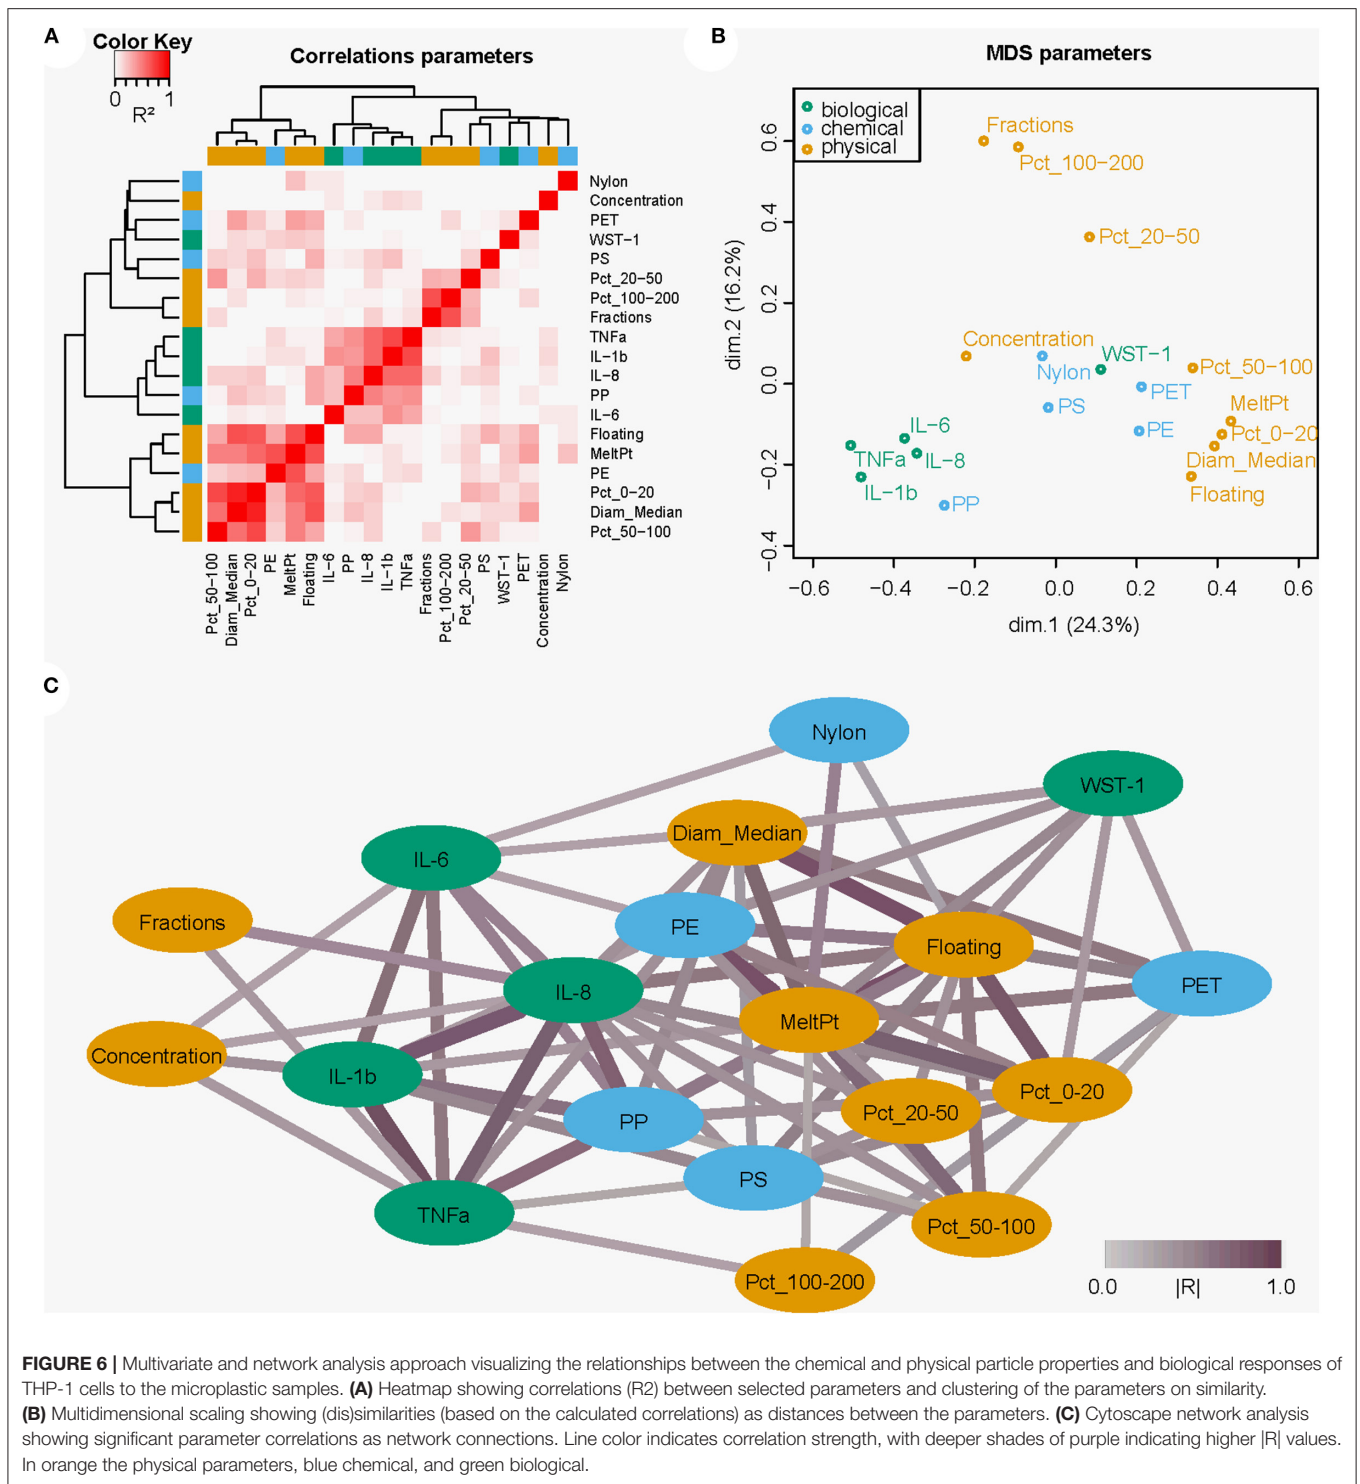 A
Color Key
0 1
R²
Correlations parameters
Nylon
Concentration
PET
WST−1
PS
Pct_20−50
Pct_100−200
Fractions
TNFa
IL−1b
IL−8
PP
IL−6
Floating
MeltPt
PE
Pct_0−20
Diam_Median
Pct_50−100
Pct_50−100
Diam_Median
Pct_0−20
PE
MeltPt
Floating
IL−6
PP
IL−8
IL−1b
TNFa
Fractions
Pct_100−200
Pct_20−50
PS
WST−1
PET
Concentration
Nylon
B
MDS parameters
biological
chemical
physical
Fractions
Pct_100−200
Pct_20−50
Concentration
Nylon
WST−1
Pct_50−100
PET
PS
MeltPt
PE
Pct_0−20
IL−6
TNFa
IL−8
Diam_Median
IL−1b
PP
Floating
dim.2 (16.2%)
0.6
0.4
0.2
0.0
−0.2
−0.4
−0.6 −0.4 −0.2 0.0 0.2 0.4 0.6
dim.1 (24.3%)
C
Nylon
WST-1
Diam_Median
IL-6
Fractions
PE
Floating
PET
IL-8
MeltPt
Concentration
IL-1b
Pct_0-20
Pct_20-50
PP
PS
TNFa
Pct_50-100
Pct_100-200
0.0 |R| 1.0
FIGURE 6 | Multivariate and network analysis approach visualizing the relationships between the chemical and physical particle properties and biological responses of
THP-1 cells to the microplastic samples. (A) Heatmap showing correlations (R2) between selected parameters and clustering of the parameters on similarity.
(B) Multidimensional scaling showing (dis)similarities (based on the calculated correlations) as distances between the parameters. (C) Cytoscape network analysis
showing significant parameter correlations as network connections. Line color indicates correlation strength, with deeper shades of purple indicating higher |R| values.
In orange the physical parameters, blue chemical, and green biological.